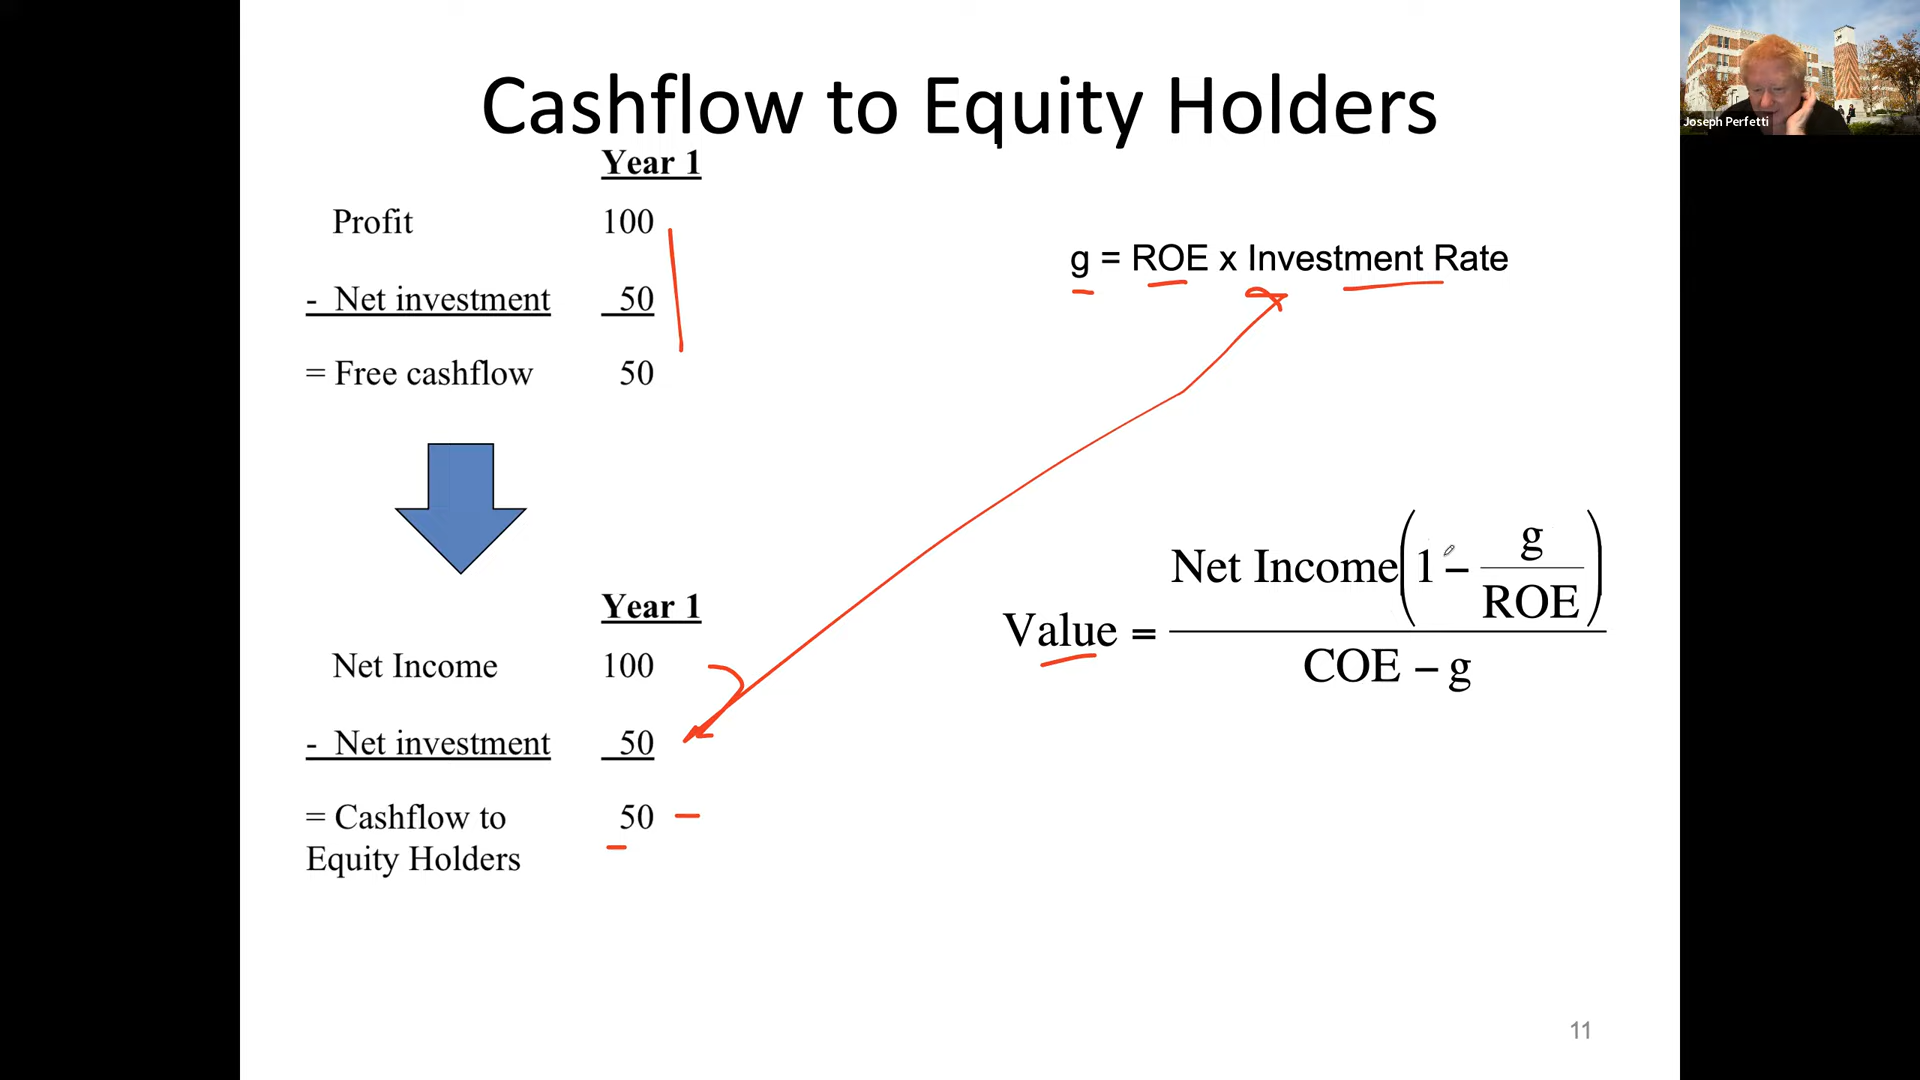 Cashflow to Equity Holders
Year 1
Profit 100
- Net investment 50
= Free cashflow 50
g = ROE x Investment Rate
Year 1
Net Income 100
- Net investment 50
= Cashflow to 50
Equity Holders
Value = Net Income(1 − g/ROE)
COE − g
11
Joseph Perfetti